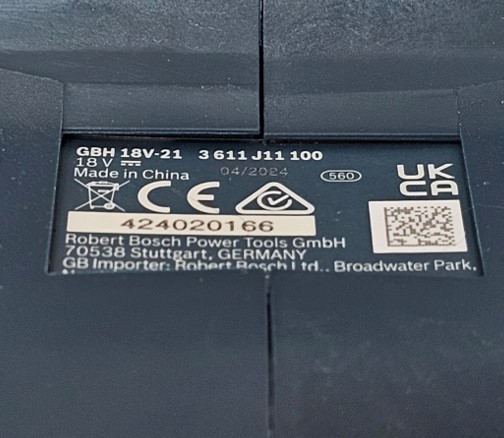 GBH 18V-21 3 611 J11 100
18 V
Made in China 04/2024 560
UK
CA
CE
424020166
Robert Bosch Power Tools GmbH
70538 Stuttgart, GERMANY
GB Importer: Robert Bosch Ltd., Broadwater Park,